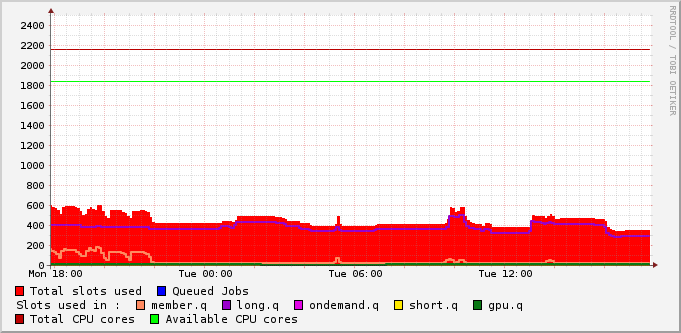 RRDTOOL / TOBI OETIKER
2400
2200
2000
1800
1600
1400
1200
1000
800
600
400
200
0
Mon 18:00 Tue 00:00 Tue 06:00 Tue 12:00
Total slots used Queued Jobs
Slots used in : member.q long.q ondemand.q short.q gpu.q
Total CPU cores Available CPU cores